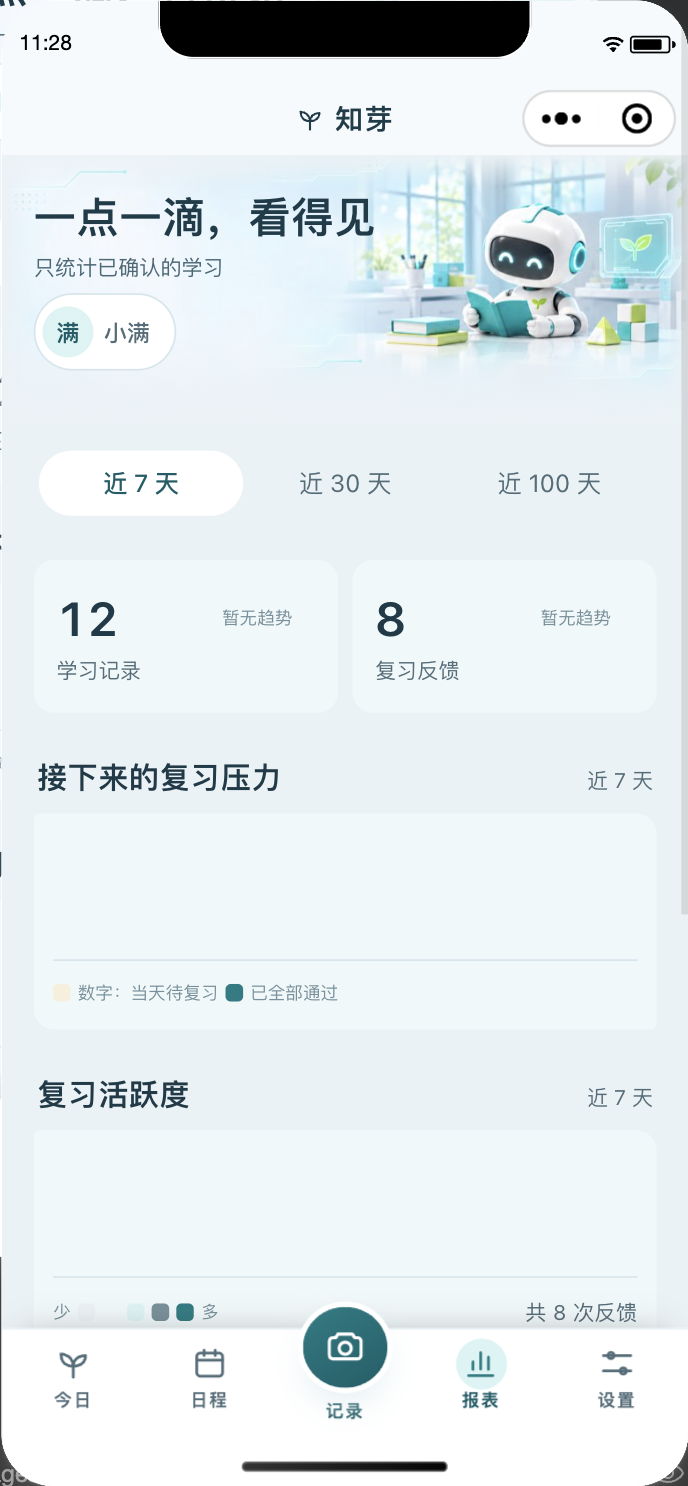 11:28
知芽
一点一滴，看得见
只统计已确认的学习
满 小满
近 7 天 近 30 天 近 100 天
12 暂无趋势 8 暂无趋势
学习记录 复习反馈
接下来的复习压力 近 7 天
数字：当天待复习 已全部通过
复习活跃度 近 7 天
少 多 共 8 次反馈
今日 日程 记录 报表 设置